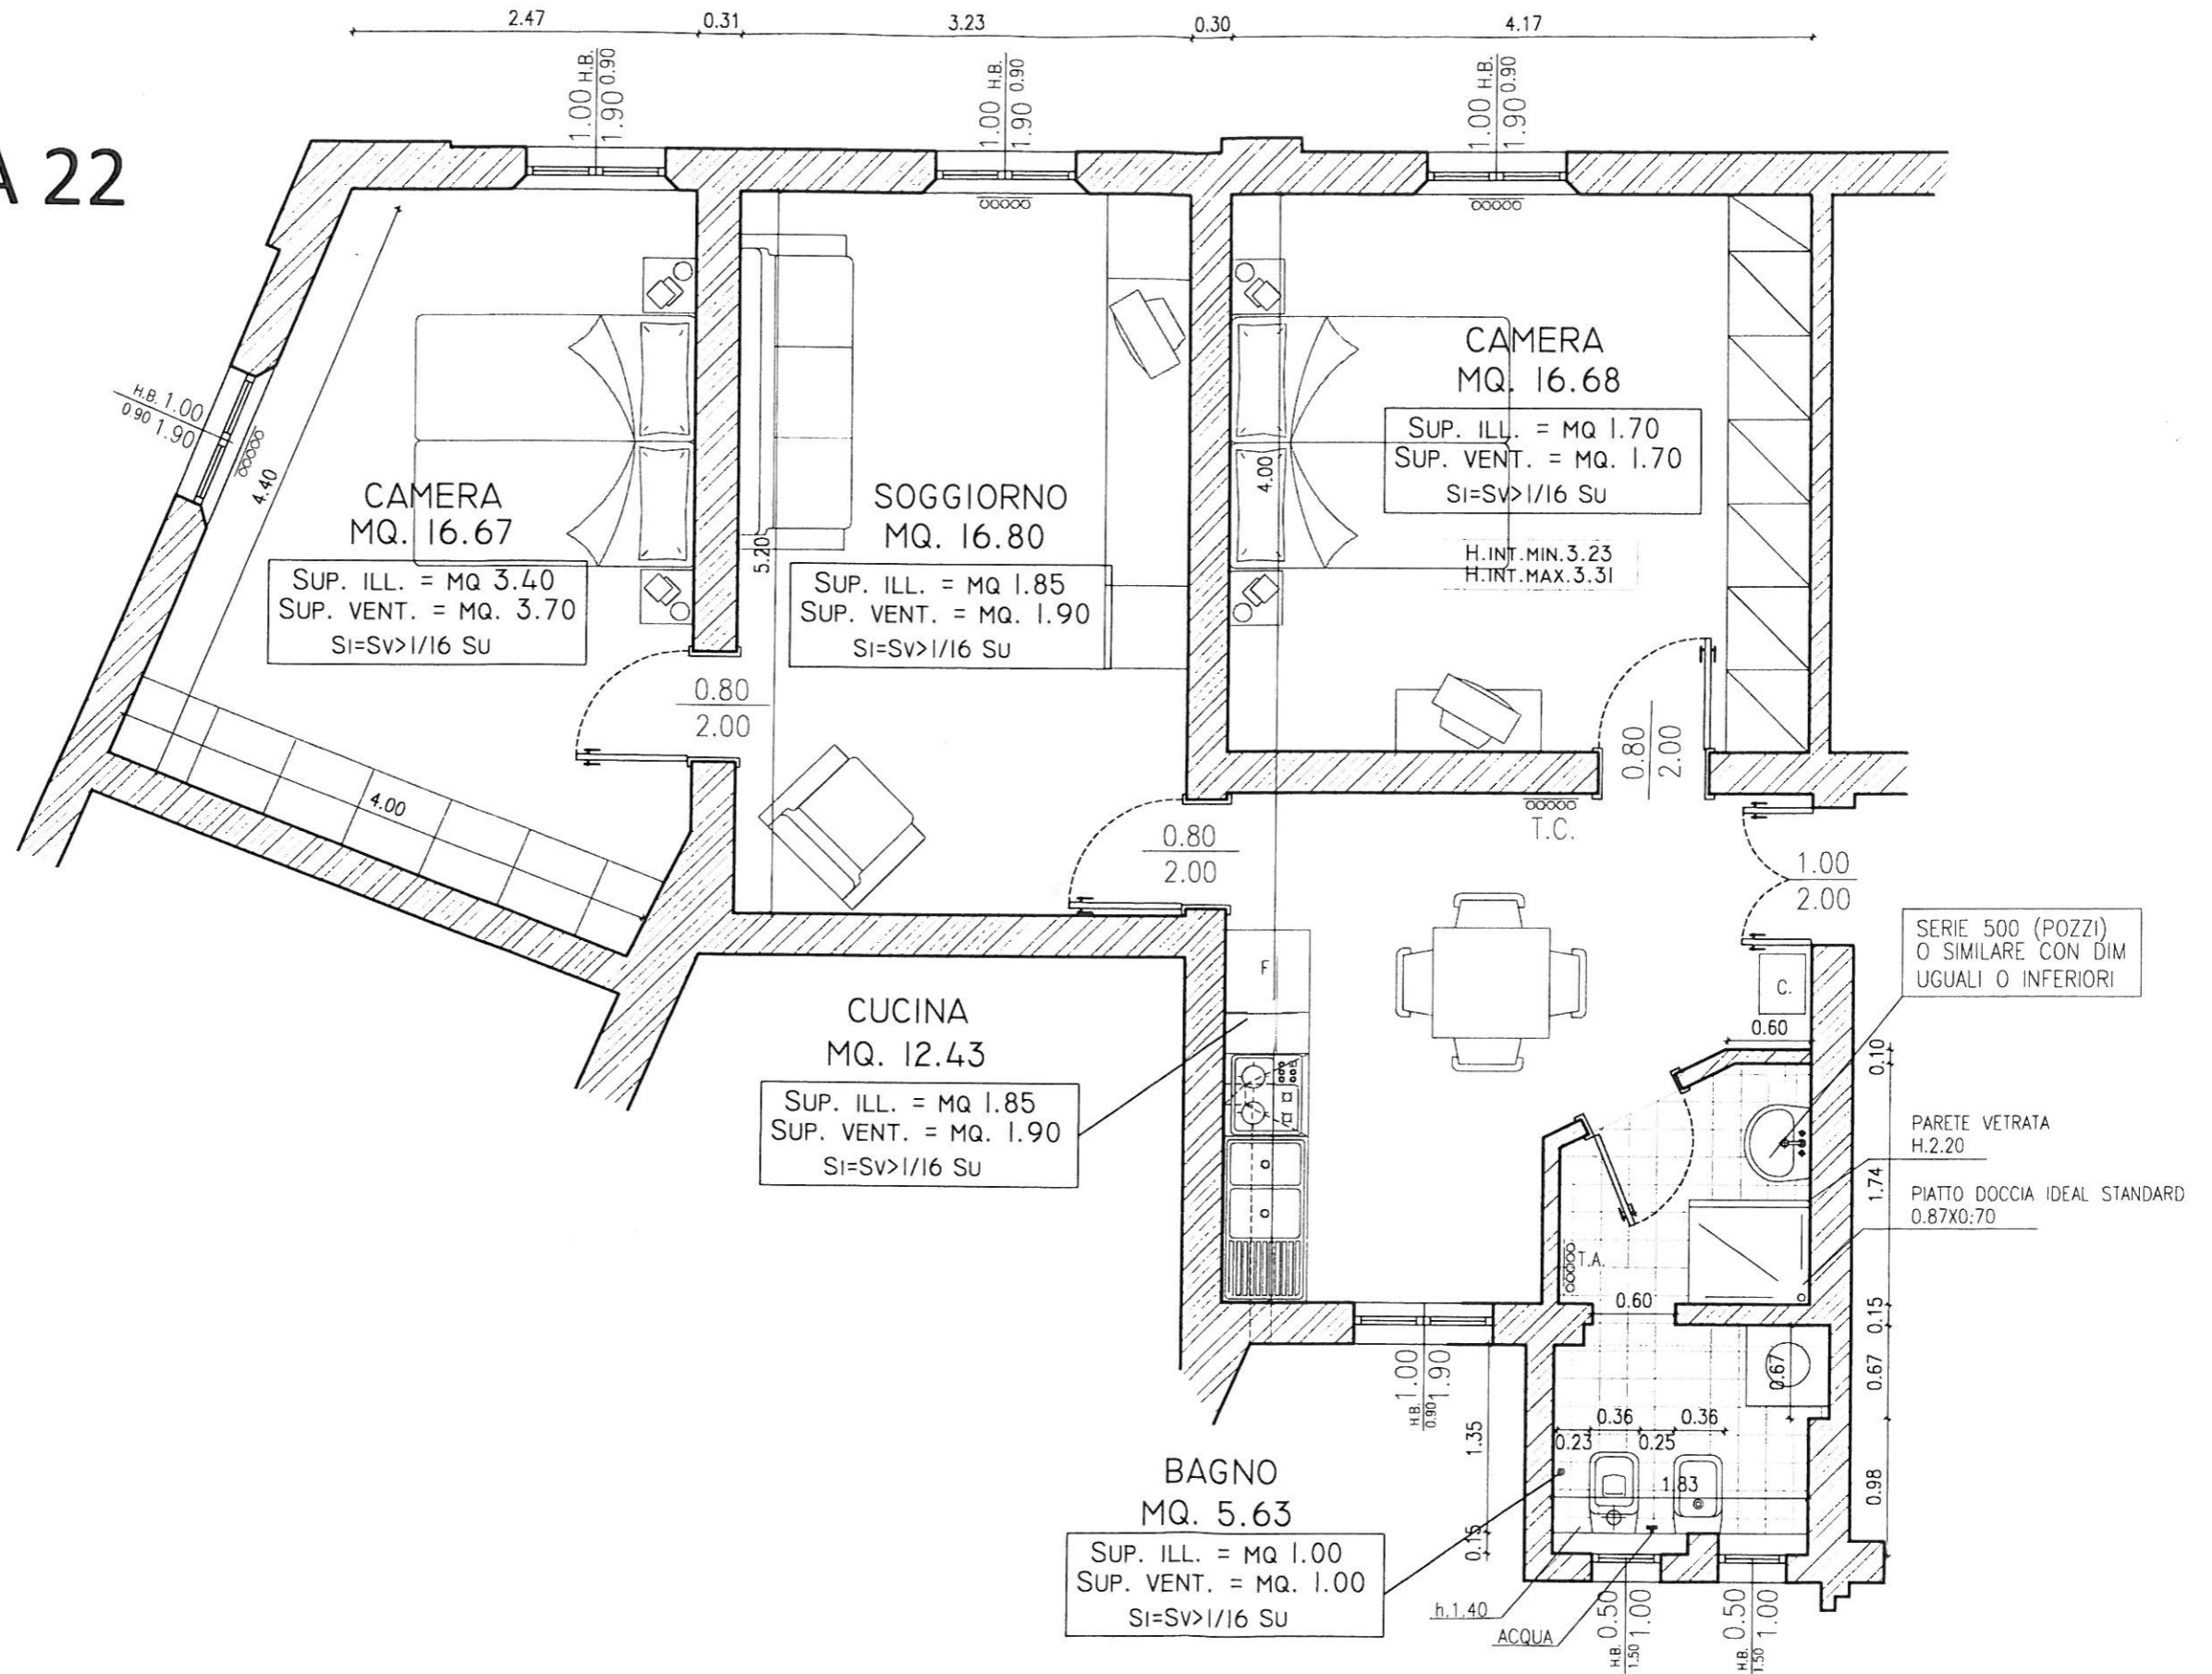 2.47
0.31
3.23
0.30
4.17
A 22
1.00 H.B.
1.90 0.90
1.00 H.B.
1.90 0.90
1.00 H.B.
1.90 0.90
H.B. 1.00
0.90 1.90
4.40
CAMERA
MQ. 16.67
SUP. ILL. = MQ 3.40
SUP. VENT. = MQ. 3.70
SI=SV>1/16 SU
4.00
0.80
2.00
5.20
SOGGIORNO
MQ. 16.80
SUP. ILL. = MQ 1.85
SUP. VENT. = MQ. 1.90
SI=SV>1/16 SU
0.80
2.00
CAMERA
MQ. 16.68
SUP. ILL. = MQ 1.70
SUP. VENT. = MQ. 1.70
SI=SV>1/16 SU
4.00
H.INT.MIN.3.23
H.INT.MAX.3.31
0.80
2.00
T.C.
1.00
2.00
SERIE 500 (POZZI)
O SIMILARE CON DIM
UGUALI O INFERIORI
F
C.
0.60
0.10
CUCINA
MQ. 12.43
SUP. ILL. = MQ 1.85
SUP. VENT. = MQ. 1.90
SI=SV>1/16 SU
PARETE VETRATA
H.2.20
1.74
PIATTO DOCCIA IDEAL STANDARD
0.87X0:70
T.A.
0.60
0.15
H.B. 1.00
0.90 1.90
0.67
0.67
1.35
0.36
0.36
0.23
0.25
1.83
0.98
0.15
BAGNO
MQ. 5.63
SUP. ILL. = MQ 1.00
SUP. VENT. = MQ. 1.00
SI=SV>1/16 SU
h.1.40
ACQUA
H.B. 0.50
1.50 1.00
H.B. 0.50
1.50 1.00